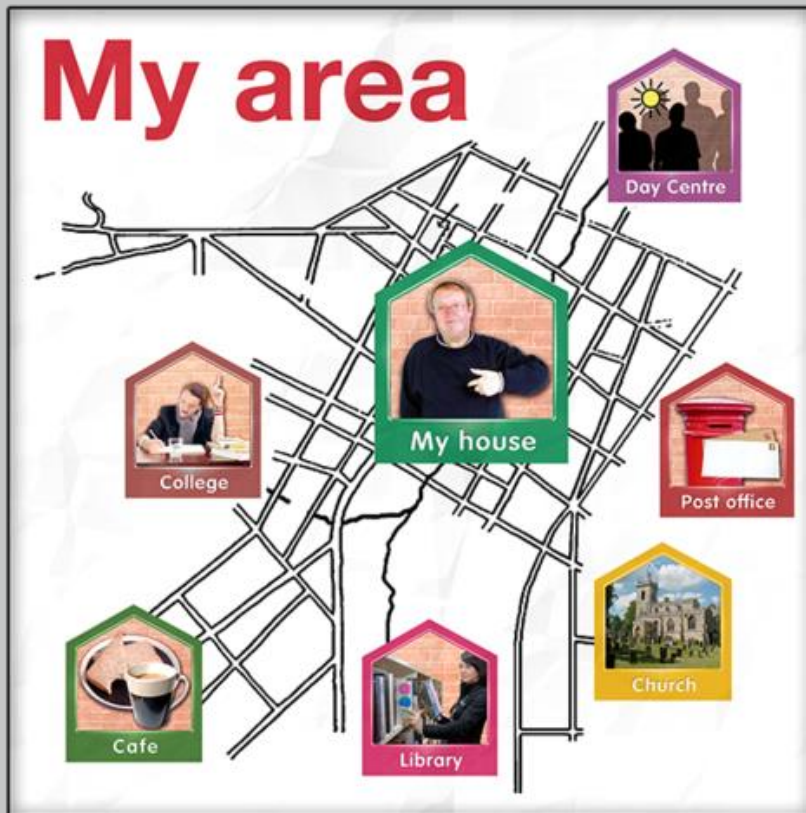 My area
Day Centre
My house
College
Post office
Church
Cafe
Library